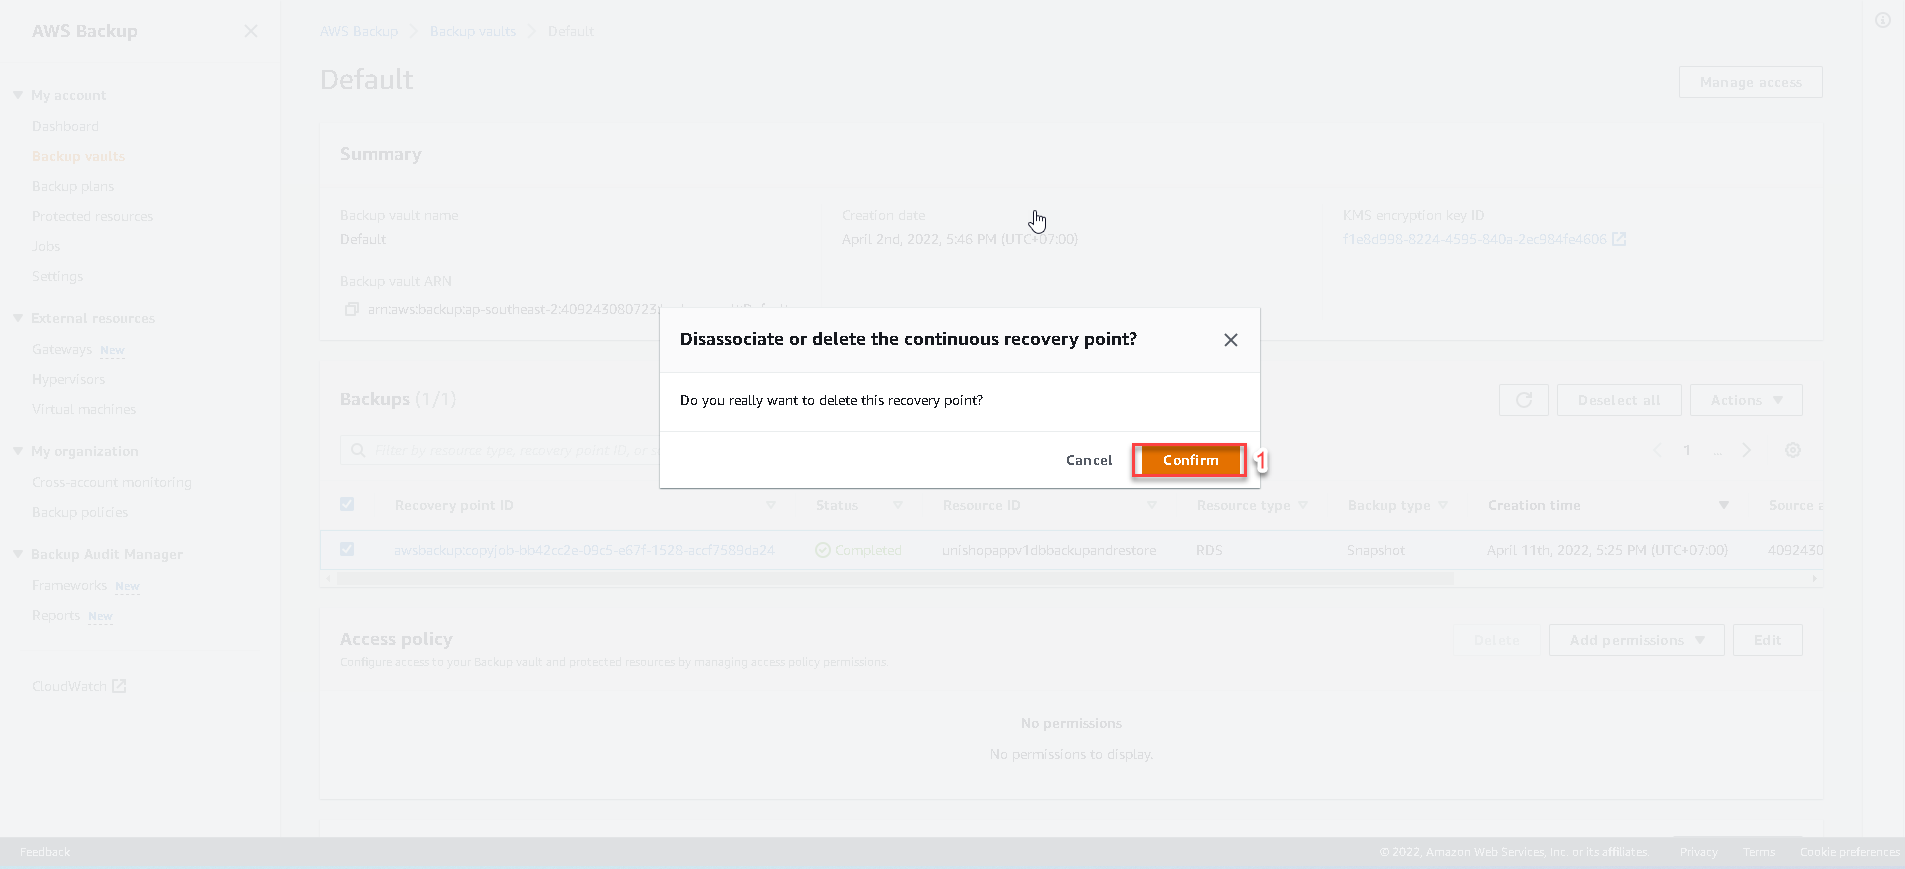 AWS Backup
AWS Backup > Backup vaults > Default
Default
Manage access
My account
Dashboard
Backup vaults
Backup plans
Protected resources
Jobs
Settings
External resources
Gateways New
Hypervisors
Virtual machines
My organization
Cross-account monitoring
Backup policies
Backup Audit Manager
Frameworks New
Reports New
CloudWatch
Summary
Backup vault name
Default
Creation date
April 2nd, 2022, 5:46 PM (UTC+07:00)
KMS encryption key ID
f1e8d998-8224-4595-840e-2ec984fe4606
Backup vault ARN
arn:aws:backup:ap-southeast-2:409243080723:
Disassociate or delete the continuous recovery point?
Do you really want to delete this recovery point?
Cancel
Confirm
1
Backups (1/1)
Deselect all
Actions
Filter by resource type, recovery point ID, or s
1 ...
Recovery point ID Status Resource ID Resource type Backup type Creation time Source a
awsbackup:copyjob-bb42cc2e-09c5-e67f-1528-accf7589da24 Completed unishopappv1dbbackupandrestore RDS Snapshot April 11th, 2022, 5:25 PM (UTC+07:00) 4092430
Access policy
Configure access to your Backup vault and protected resources by managing access policy permissions.
Delete
Add permissions
Edit
No permissions
No permissions to display.
Feedback
© 2022, Amazon Web Services, Inc. or its affiliates. Privacy Terms Cookie preferences